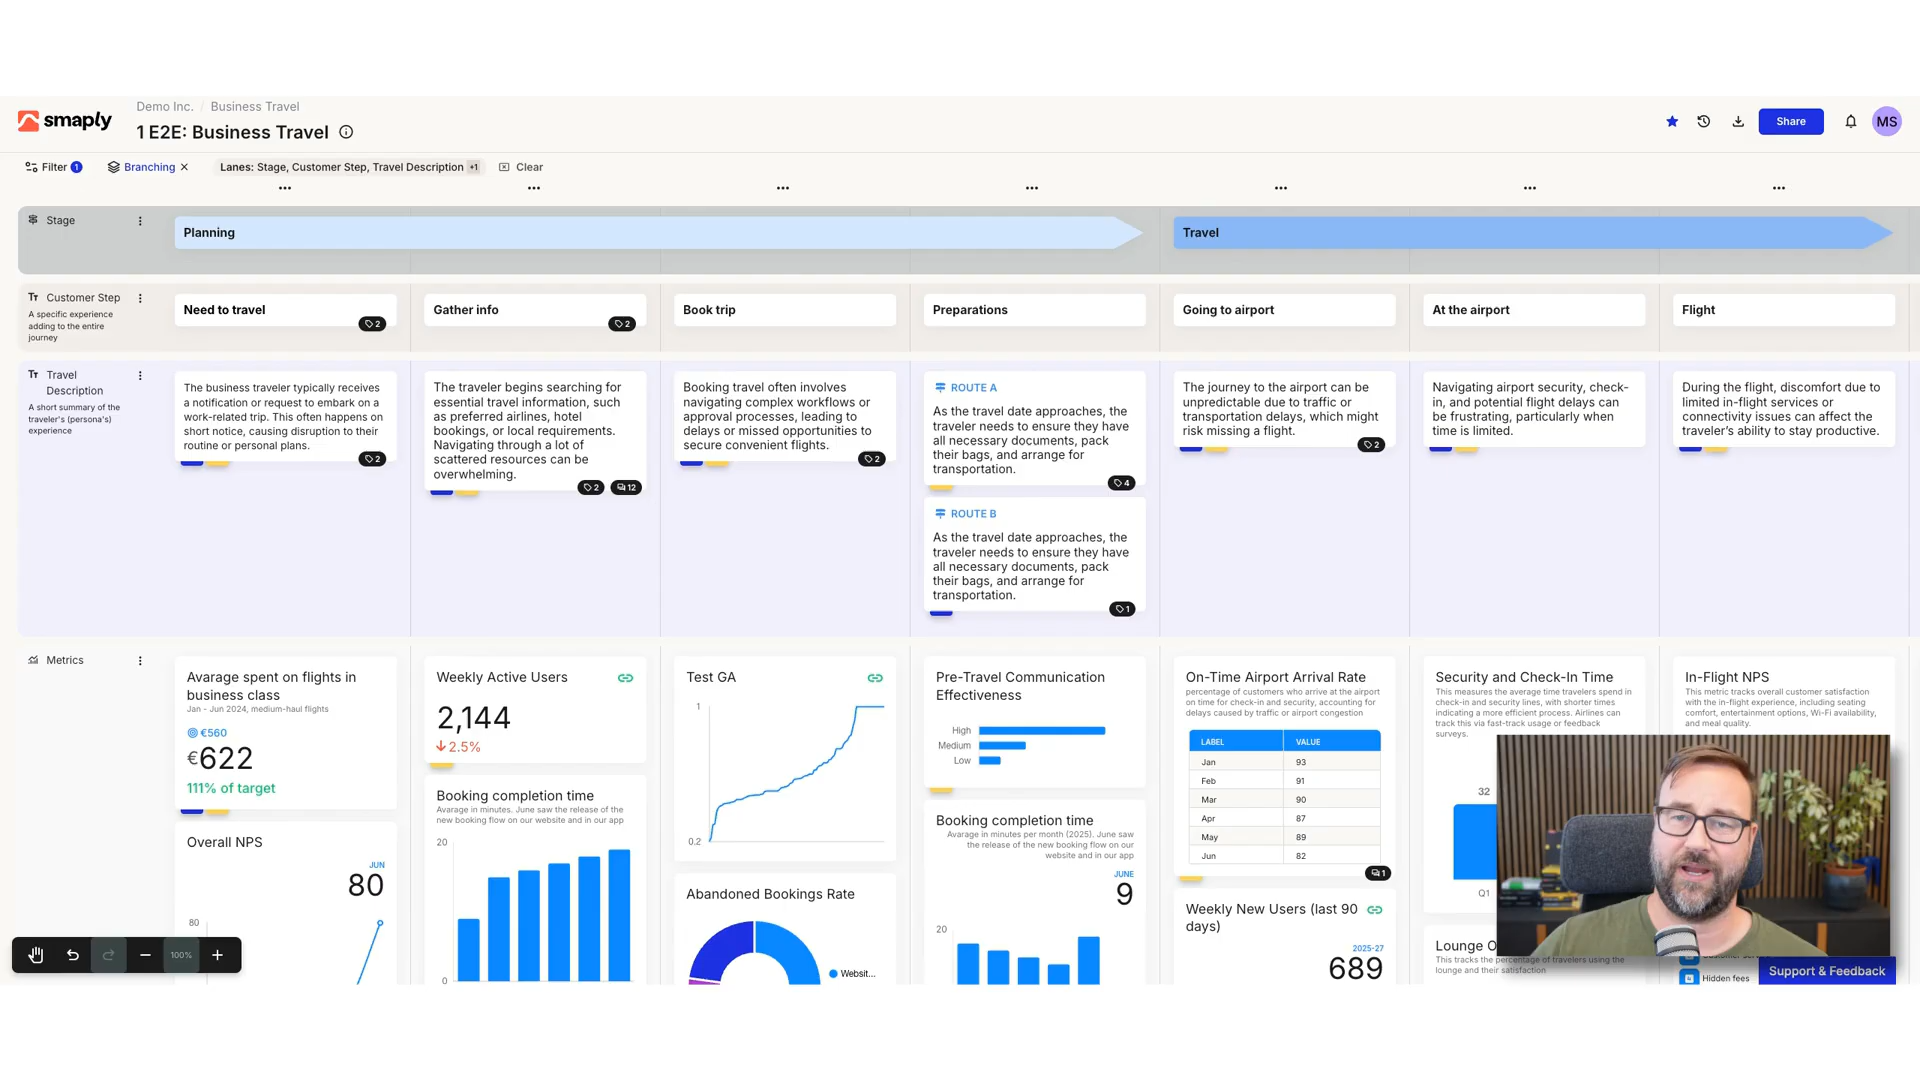 smaply
Demo Inc. / Business Travel
1 E2E: Business Travel
Share
MS
Filter 1
Branching
Lanes: Stage, Customer Step, Travel Description +1
Clear
Stage
Planning
Travel
Customer Step
A specific experience
adding to the entire
journey
Need to travel
2
Gather info
2
Book trip
Preparations
Going to airport
At the airport
Flight
Travel
Description
A short summary of the
traveler's (persona's)
experience
The business traveler typically receives
a notification or request to embark on a
work-related trip. This often happens on
short notice, causing disruption to their
routine or personal plans.
2
The traveler begins searching for
essential travel information, such
as preferred airlines, hotel
bookings, or local requirements.
Navigating through a lot of
scattered resources can be
overwhelming.
2
12
Booking travel often involves
navigating complex workflows or
approval processes, leading to
delays or missed opportunities to
secure convenient flights.
2
ROUTE A
As the travel date approaches, the
traveler needs to ensure they have
all necessary documents, pack
their bags, and arrange for
transportation.
4
ROUTE B
As the travel date approaches, the
traveler needs to ensure they have
all necessary documents, pack
their bags, and arrange for
transportation.
1
The journey to the airport can be
unpredictable due to traffic or
transportation delays, which might
risk missing a flight.
2
Navigating airport security, check-
in, and potential flight delays can
be frustrating, particularly when
time is limited.
During the flight, discomfort due to
limited in-flight services or
connectivity issues can affect the
traveler's ability to stay productive.
Metrics
Avarage spent on flights in
business class
Jan - Jun 2024, medium-haul flights
€560
€622
111% of target
Overall NPS
JUN
80
80
Weekly Active Users
2,144
2.5%
Booking completion time
Avarage in minutes. June saw the release of the
new booking flow on our website and in our app
20
0
Test GA
1
0.2
Abandoned Bookings Rate
Websit...
Pre-Travel Communication
Effectiveness
High
Medium
Low
Booking completion time
Avarage in minutes per month (2025). June saw
the release of the new booking flow on our
website and in our app
JUNE
9
20
On-Time Airport Arrival Rate
percentage of customers who arrive at the airport
on time for check-in and security, accounting for
delays caused by traffic or airport congestion
LABEL VALUE
Jan 93
Feb 91
Mar 90
Apr 87
May 89
Jun 82
1
Weekly New Users (last 90
days)
2025-27
689
Security and Check-In Time
This measures the average time travelers spend in
check-in and security lines, with shorter times
indicating a more efficient process. Airlines can
track this via fast-track usage or feedback
surveys.
32
Q1
Lounge O
This tracks the percentage of travelers using the
lounge and their satisfaction
In-Flight NPS
This metric tracks overall customer satisfaction
with the in-flight experience, including seating
comfort, entertainment options, Wi-Fi availability,
and meal quality.
Hidden fees
Support & Feedback
100%